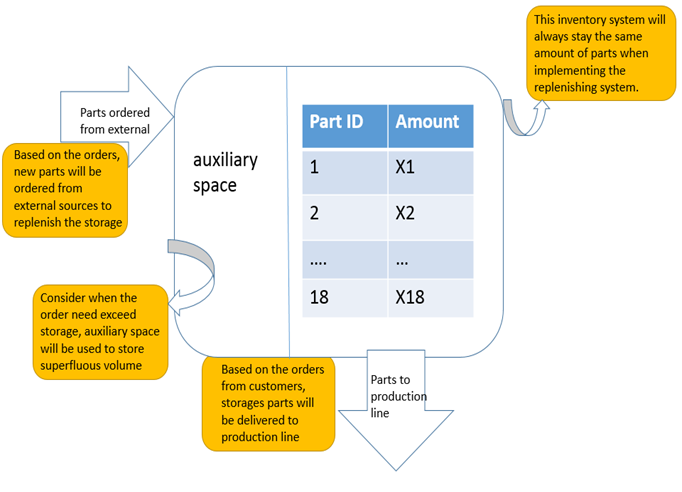 This inventory system will
always stay the same
amount of parts when
implementing the
replenishing system.
Parts ordered
from external
Based on the orders,
new parts will be
ordered from
external sources to
replenish the storage
auxiliary
space
Part ID Amount
1 X1
2 X2
.... ...
18 X18
Consider when the
order need exceed
storage, auxiliary space
will be used to store
superfluous volume
Based on the orders
from customers,
storages parts will
be delivered to
production line
Parts to
production
line